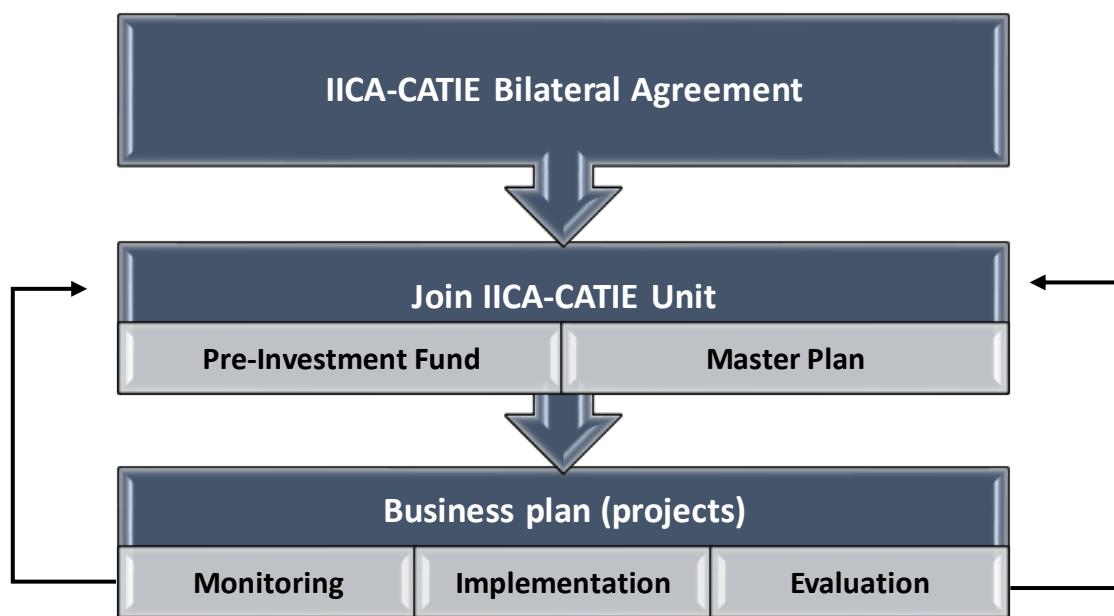 IICA-CATIE Bilateral Agreement
Join IICA-CATIE Unit
Pre-Investment Fund
Master Plan
Business plan (projects)
Monitoring
Implementation
Evaluation